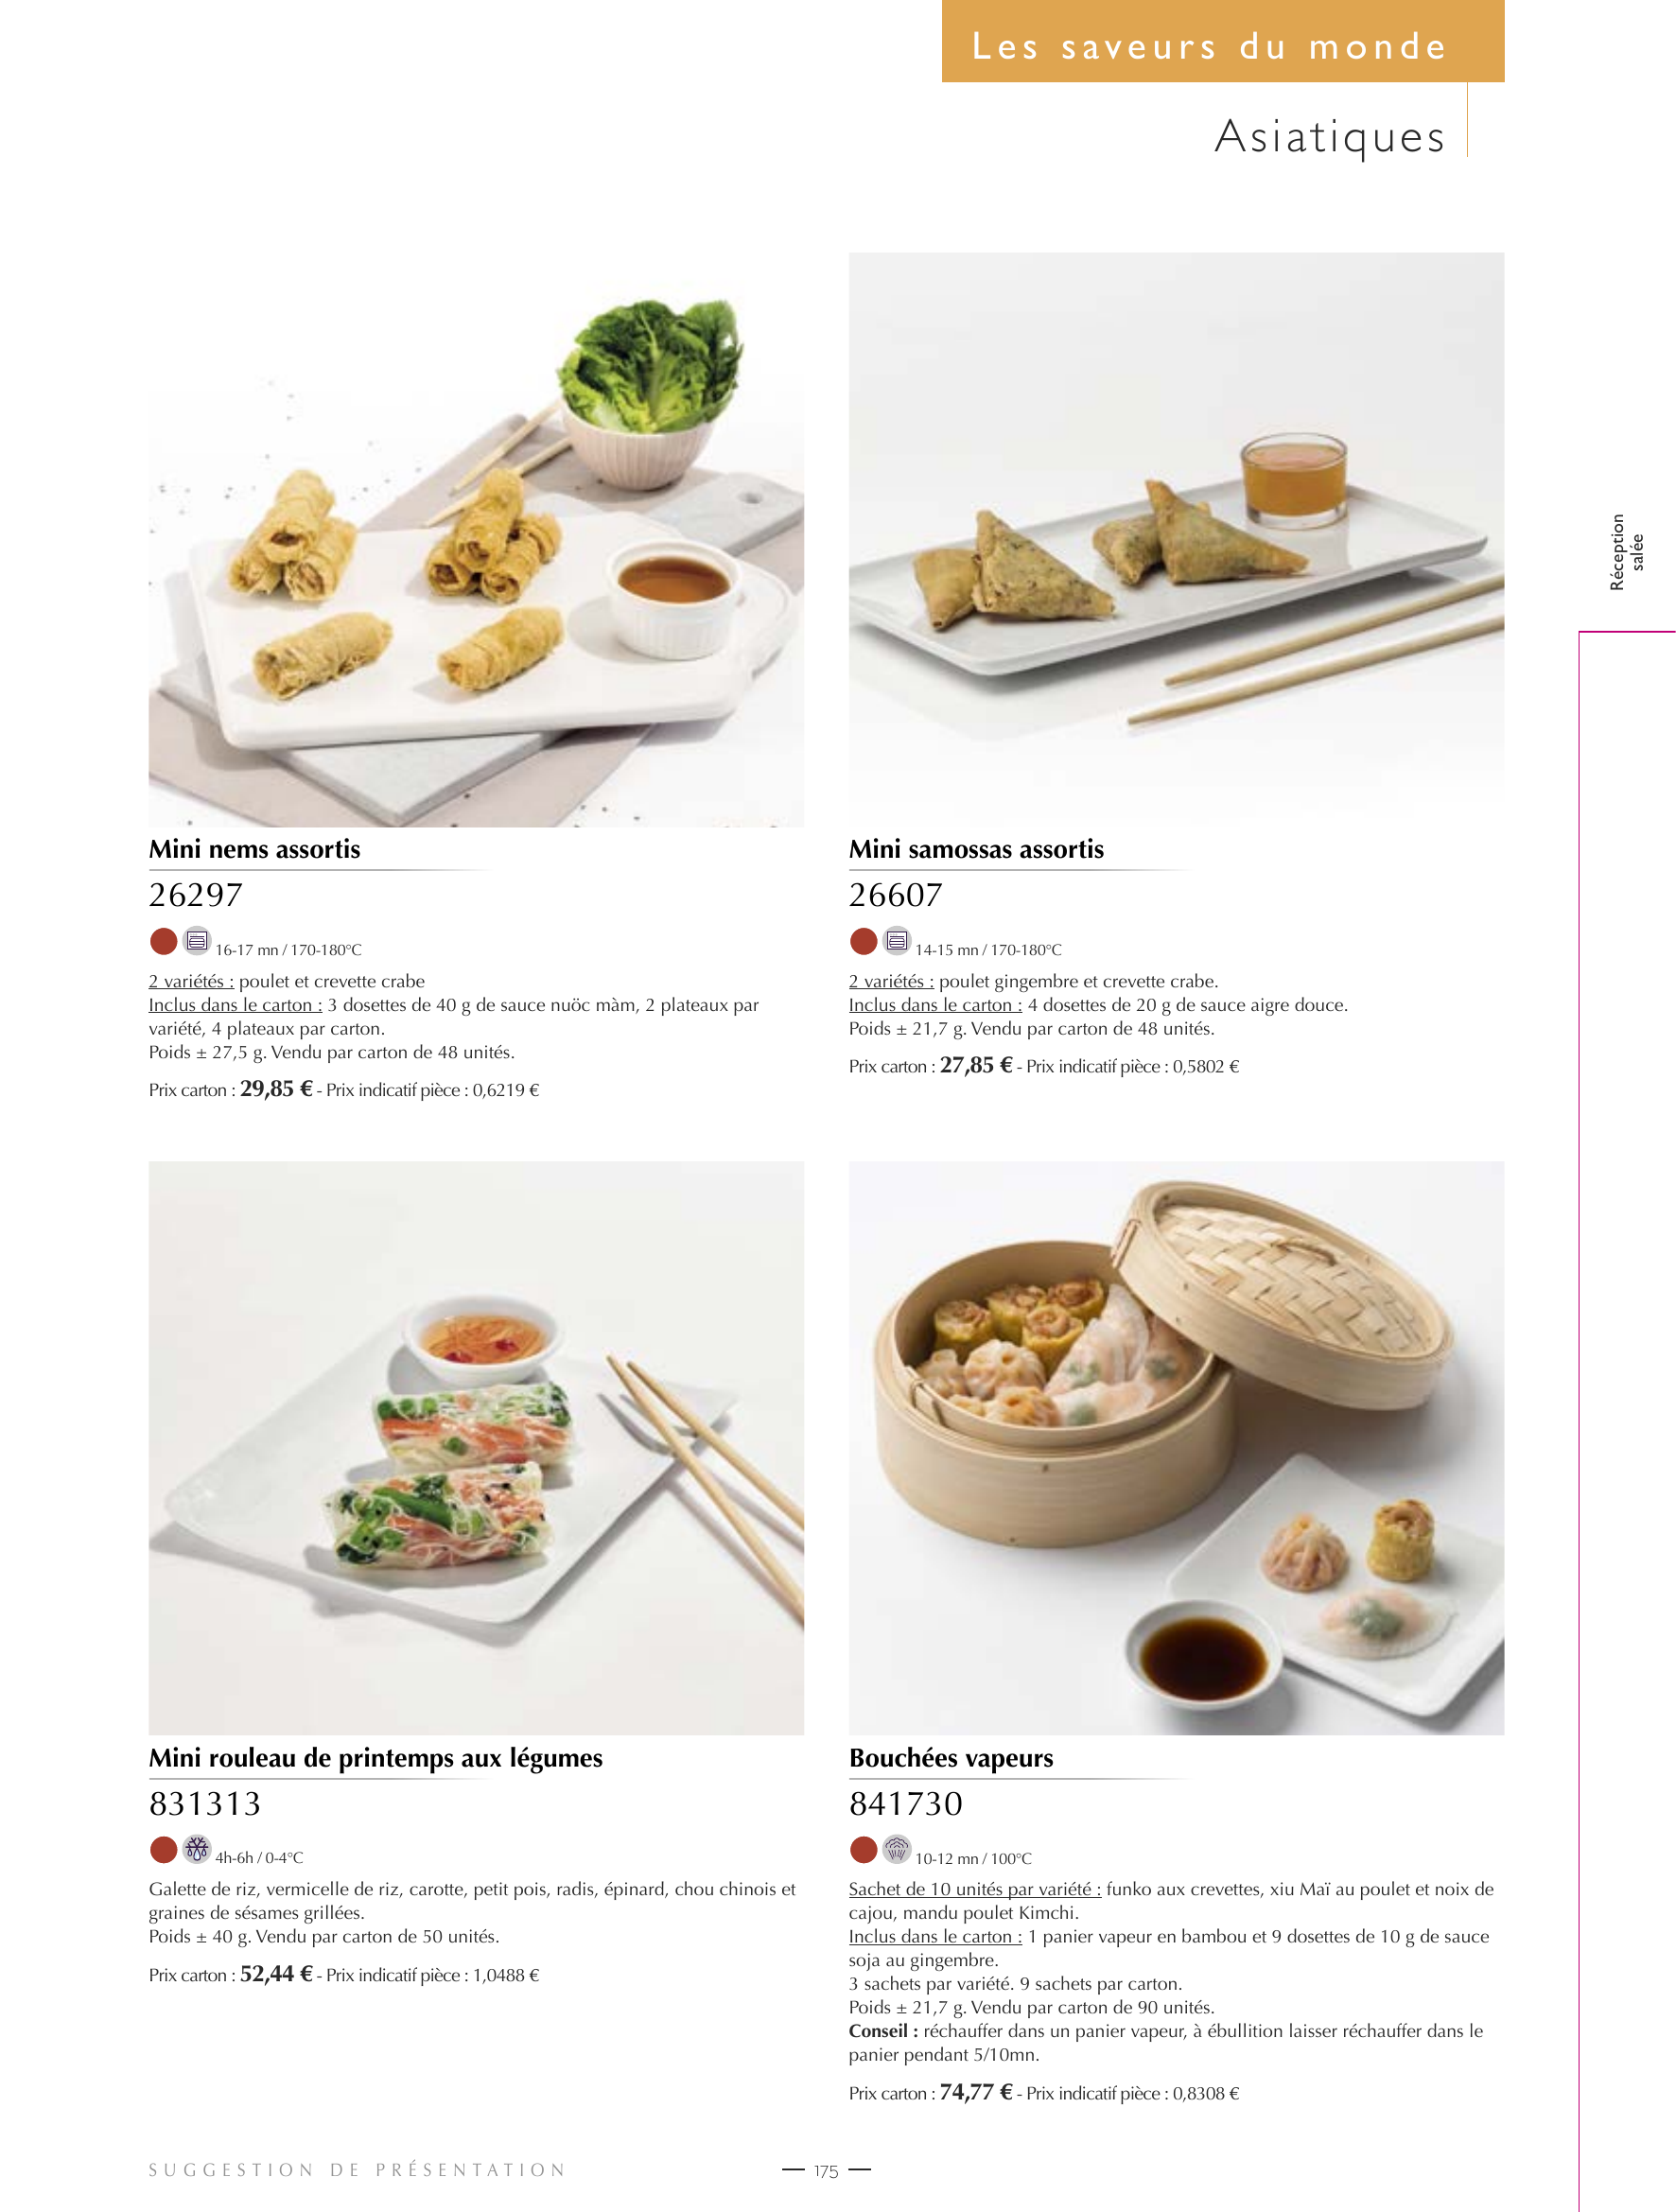 Les saveurs du monde
Asiatiques
Réception
salée
Mini nems assortis
26297
16-17 mn / 170-180°C
2 variétés : poulet et crevette crabe
Inclus dans le carton : 3 dosettes de 40 g de sauce nuöc màm, 2 plateaux par
variété, 4 plateaux par carton.
Poids ± 27,5 g. Vendu par carton de 48 unités.
Prix carton : 29,85 € - Prix indicatif pièce : 0,6219 €
Mini samossas assortis
26607
14-15 mn / 170-180°C
2 variétés : poulet gingembre et crevette crabe.
Inclus dans le carton : 4 dosettes de 20 g de sauce aigre douce.
Poids ± 21,7 g. Vendu par carton de 48 unités.
Prix carton : 27,85 € - Prix indicatif pièce : 0,5802 €
Mini rouleau de printemps aux légumes
831313
4h-6h / 0-4°C
Galette de riz, vermicelle de riz, carotte, petit pois, radis, épinard, chou chinois et
graines de sésames grillées.
Poids ± 40 g. Vendu par carton de 50 unités.
Prix carton : 52,44 € - Prix indicatif pièce : 1,0488 €
Bouchées vapeurs
841730
10-12 mn / 100°C
Sachet de 10 unités par variété : funko aux crevettes, xiu Maï au poulet et noix de
cajou, mandu poulet Kimchi.
Inclus dans le carton : 1 panier vapeur en bambou et 9 dosettes de 10 g de sauce
soja au gingembre.
3 sachets par variété. 9 sachets par carton.
Poids ± 21,7 g. Vendu par carton de 90 unités.
Conseil : réchauffer dans un panier vapeur, à ébullition laisser réchauffer dans le
panier pendant 5/10mn.
Prix carton : 74,77 € - Prix indicatif pièce : 0,8308 €
SUGGESTION DE PRÉSENTATION
175